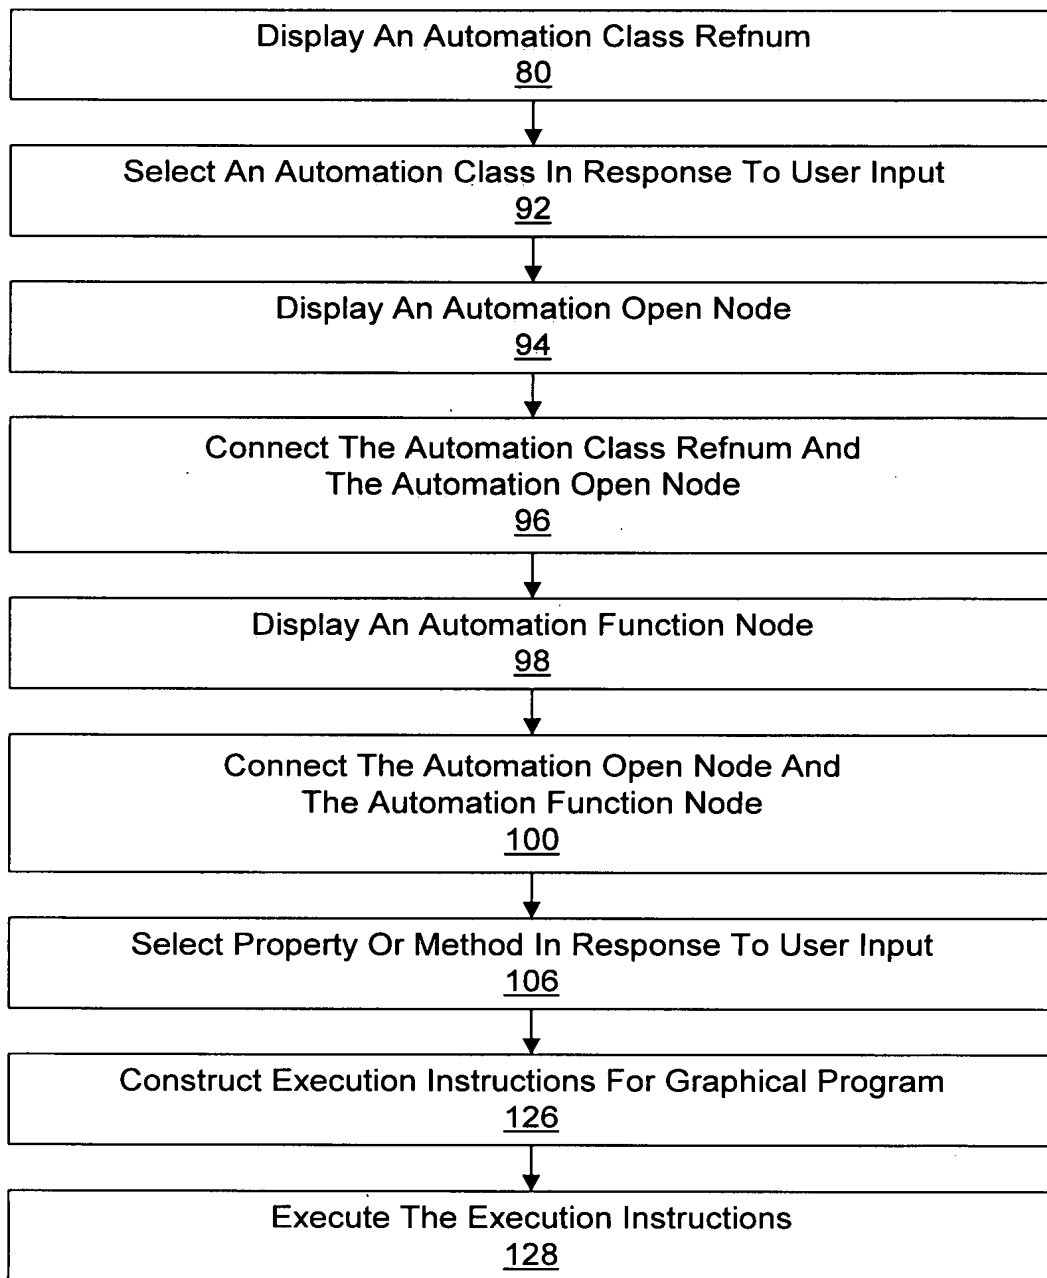 Display An Automation Class Refnum
80
Select An Automation Class In Response To User Input
92
Display An Automation Open Node
94
Connect The Automation Class Refnum And
The Automation Open Node
96
Display An Automation Function Node
98
Connect The Automation Open Node And
The Automation Function Node
100
Select Property Or Method In Response To User Input
106
Construct Execution Instructions For Graphical Program
126
Execute The Execution Instructions
128